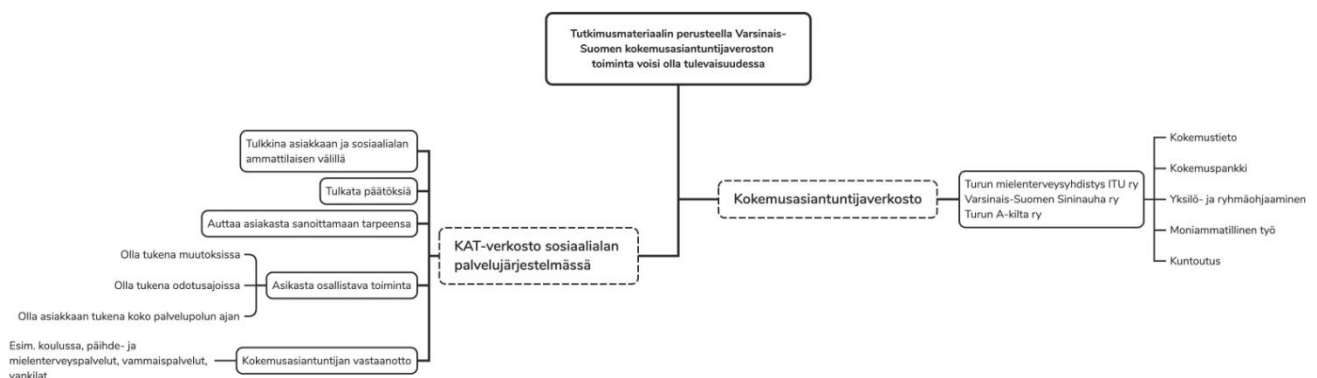 Tutkimusmateriaalin perusteella Varsinais-
Suomen kokemusasiantuntijaveroston
toiminta voisi olla tulevaisuudessa
Tulkkina asiakkaan ja sosiaalialan
ammattilaisen välillä
Tulkata päätöksiä
Auttaa asiakasta sanoittamaan tarpeensa
Olla tukena muutoksissa
Olla tukena odotusajoissa
Olla asiakkaan tukena koko palvelupolun ajan
Asikasta osallistava toiminta
Esim. koulussa, päihde- ja
mielenterveyspalvelut, vammaispalvelut,
vankilat
Kokemusasiantuntijan vastaanotto
KAT-verkosto sosiaalialan
palvelujärjestelmässä
Kokemusasiantuntijaverkosto
Turun mielenterveysyhdistys ITU ry
Varsinais-Suomen Sininauha ry
Turun A-kilta ry
Kokemustieto
Kokemuspankki
Yksilö- ja ryhmäohjaaminen
Moniammatillinen työ
Kuntoutus